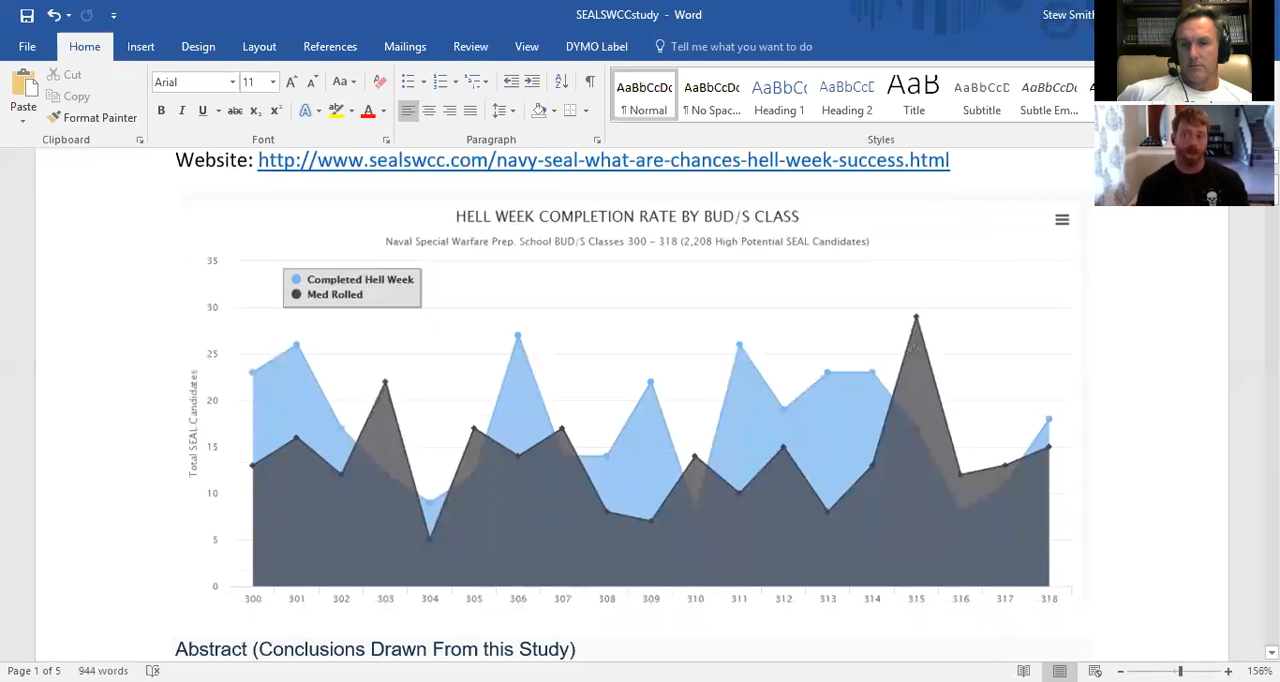 SEALSWCCstudy - Word
Stew Smith
File Home Insert Design Layout References Mailings Review View DYMO Label Tell me what you want to do
Paste
Cut
Copy
Format Painter
Clipboard
Arial 11
Font
Paragraph
AaBbCcDc AaBbCcDc AaBbCc AaBbCcD AaB AaBbCcD AaBbCcDc
¶ Normal ¶ No Spac... Heading 1 Heading 2 Title Subtitle Subtle Em...
Styles
Website: http://www.sealswcc.com/navy-seal-what-are-chances-hell-week-success.html
HELL WEEK COMPLETION RATE BY BUD/S CLASS
Naval Special Warfare Prep. School BUD/S Classes 300 – 318 (2,208 High Potential SEAL Candidates)
Completed Hell Week
Med Rolled
Total SEAL Candidates
35
30
25
20
15
10
5
0
300 301 302 303 304 305 306 307 308 309 310 311 312 313 314 315 316 317 318
Abstract (Conclusions Drawn From this Study)
Page 1 of 5 944 words 156%